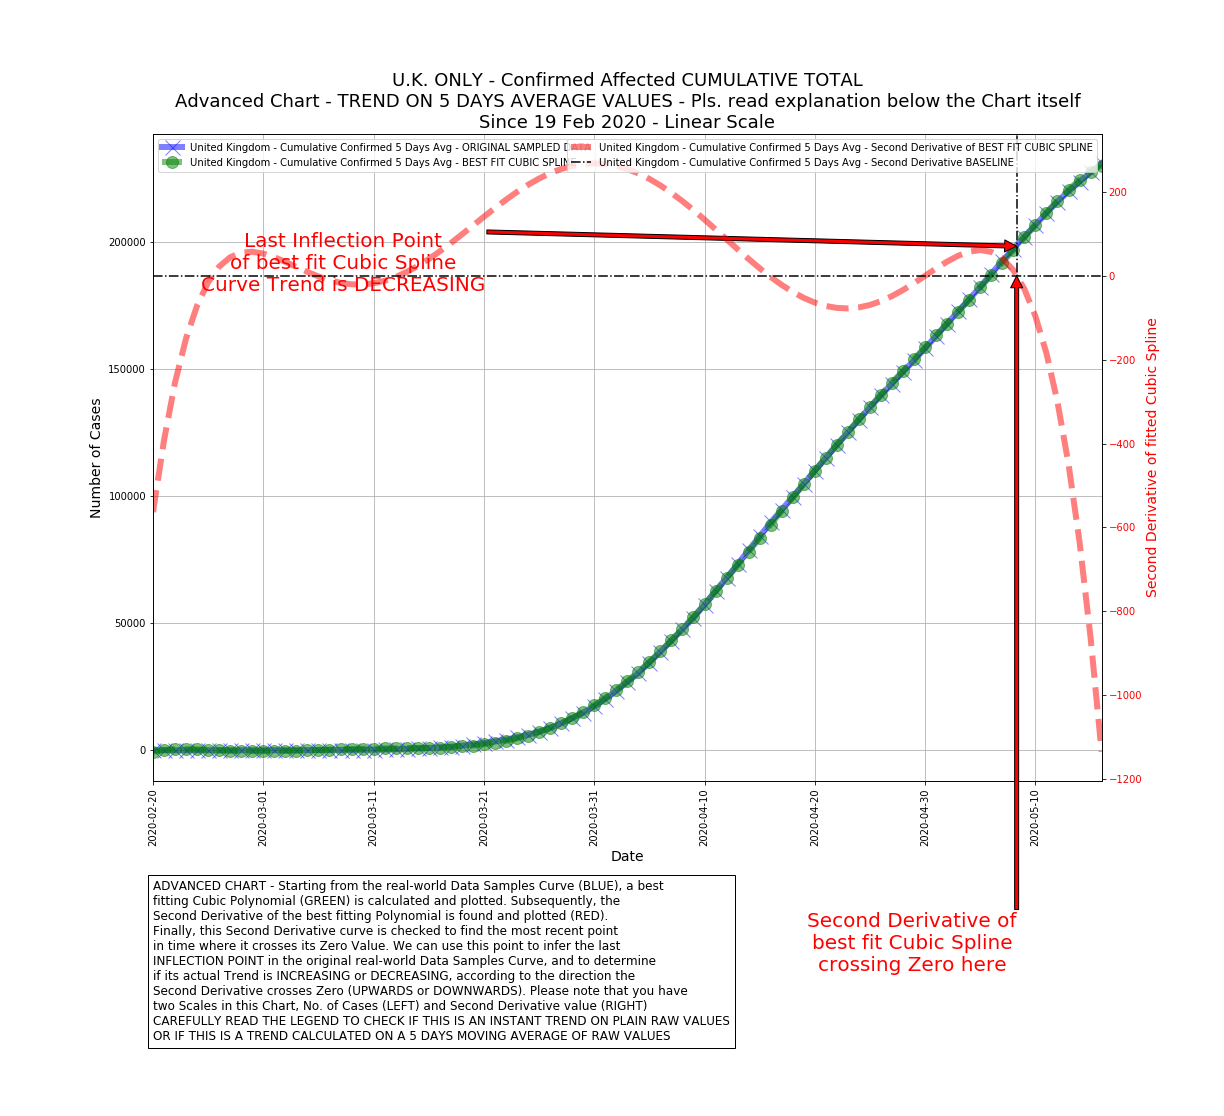 U.K. ONLY - Confirmed Affected CUMULATIVE TOTAL
Advanced Chart - TREND ON 5 DAYS AVERAGE VALUES - Pls. read explanation below the Chart itself
Since 19 Feb 2020 - Linear Scale
United Kingdom - Cumulative Confirmed 5 Days Avg - ORIGINAL SAMPLED DATA
United Kingdom - Cumulative Confirmed 5 Days Avg - BEST FIT CUBIC SPLINE
United Kingdom - Cumulative Confirmed 5 Days Avg - Second Derivative of BEST FIT CUBIC SPLINE
United Kingdom - Cumulative Confirmed 5 Days Avg - Second Derivative BASELINE
Last Inflection Point
of best fit Cubic Spline
Curve Trend is DECREASING
Number of Cases
200000
150000
100000
50000
0
200
0
−200
−400
−600
−800
−1000
−1200
Second Derivative of fitted Cubic Spline
2020-02-20
2020-03-01
2020-03-11
2020-03-21
2020-03-31
2020-04-10
2020-04-20
2020-04-30
2020-05-10
Date
ADVANCED CHART - Starting from the real-world Data Samples Curve (BLUE), a best
fitting Cubic Polynomial (GREEN) is calculated and plotted. Subsequently, the
Second Derivative of the best fitting Polynomial is found and plotted (RED).
Finally, this Second Derivative curve is checked to find the most recent point
in time where it crosses its Zero Value. We can use this point to infer the last
INFLECTION POINT in the original real-world Data Samples Curve, and to determine
if its actual Trend is INCREASING or DECREASING, according to the direction the
Second Derivative crosses Zero (UPWARDS or DOWNWARDS). Please note that you have
two Scales in this Chart, No. of Cases (LEFT) and Second Derivative value (RIGHT)
CAREFULLY READ THE LEGEND TO CHECK IF THIS IS AN INSTANT TREND ON PLAIN RAW VALUES
OR IF THIS IS A TREND CALCULATED ON A 5 DAYS MOVING AVERAGE OF RAW VALUES
Second Derivative of
best fit Cubic Spline
crossing Zero here